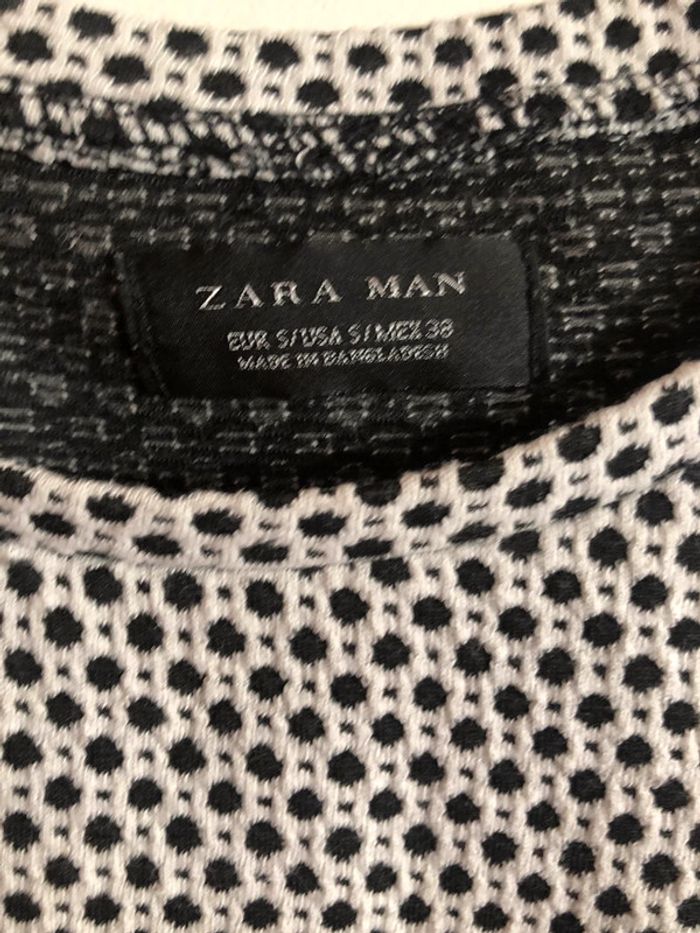 ZARA MAN
EUR S/USA S/MEX 38
MADE IN BANGLADESH